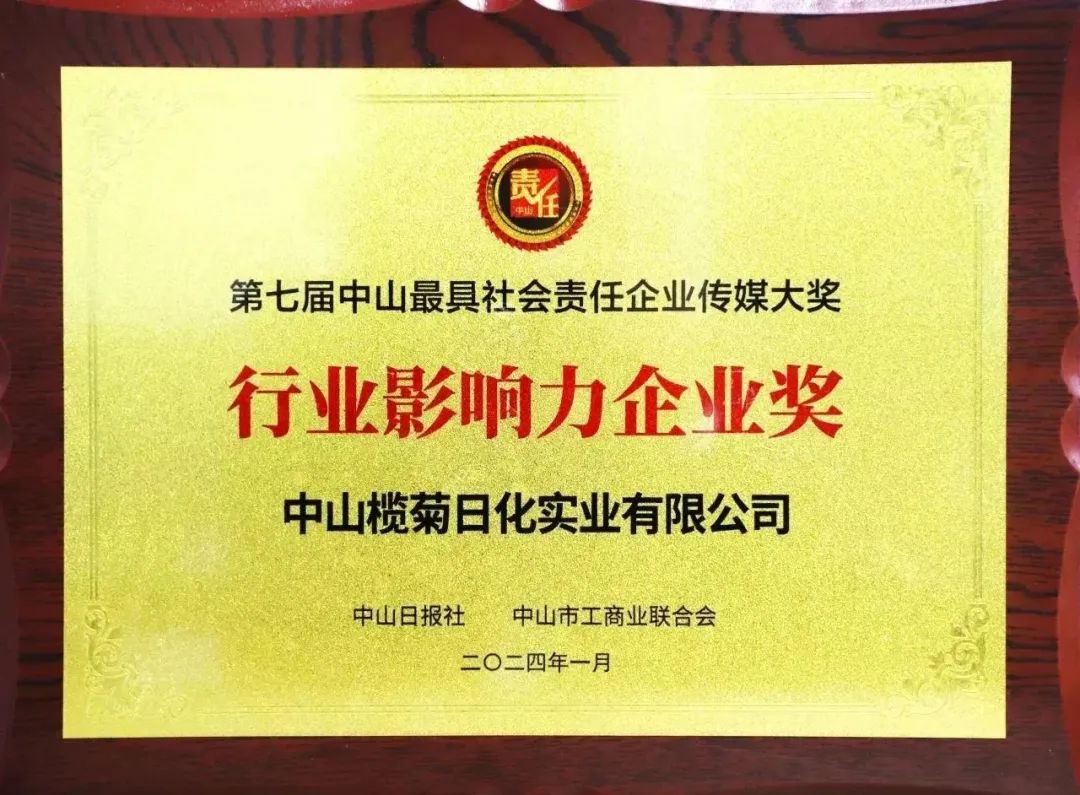 责任
中山
第七届中山最具社会责任企业传媒大奖
行业影响力企业奖
中山榄菊日化实业有限公司
中山日报社 中山市工商业联合会
二〇二四年一月